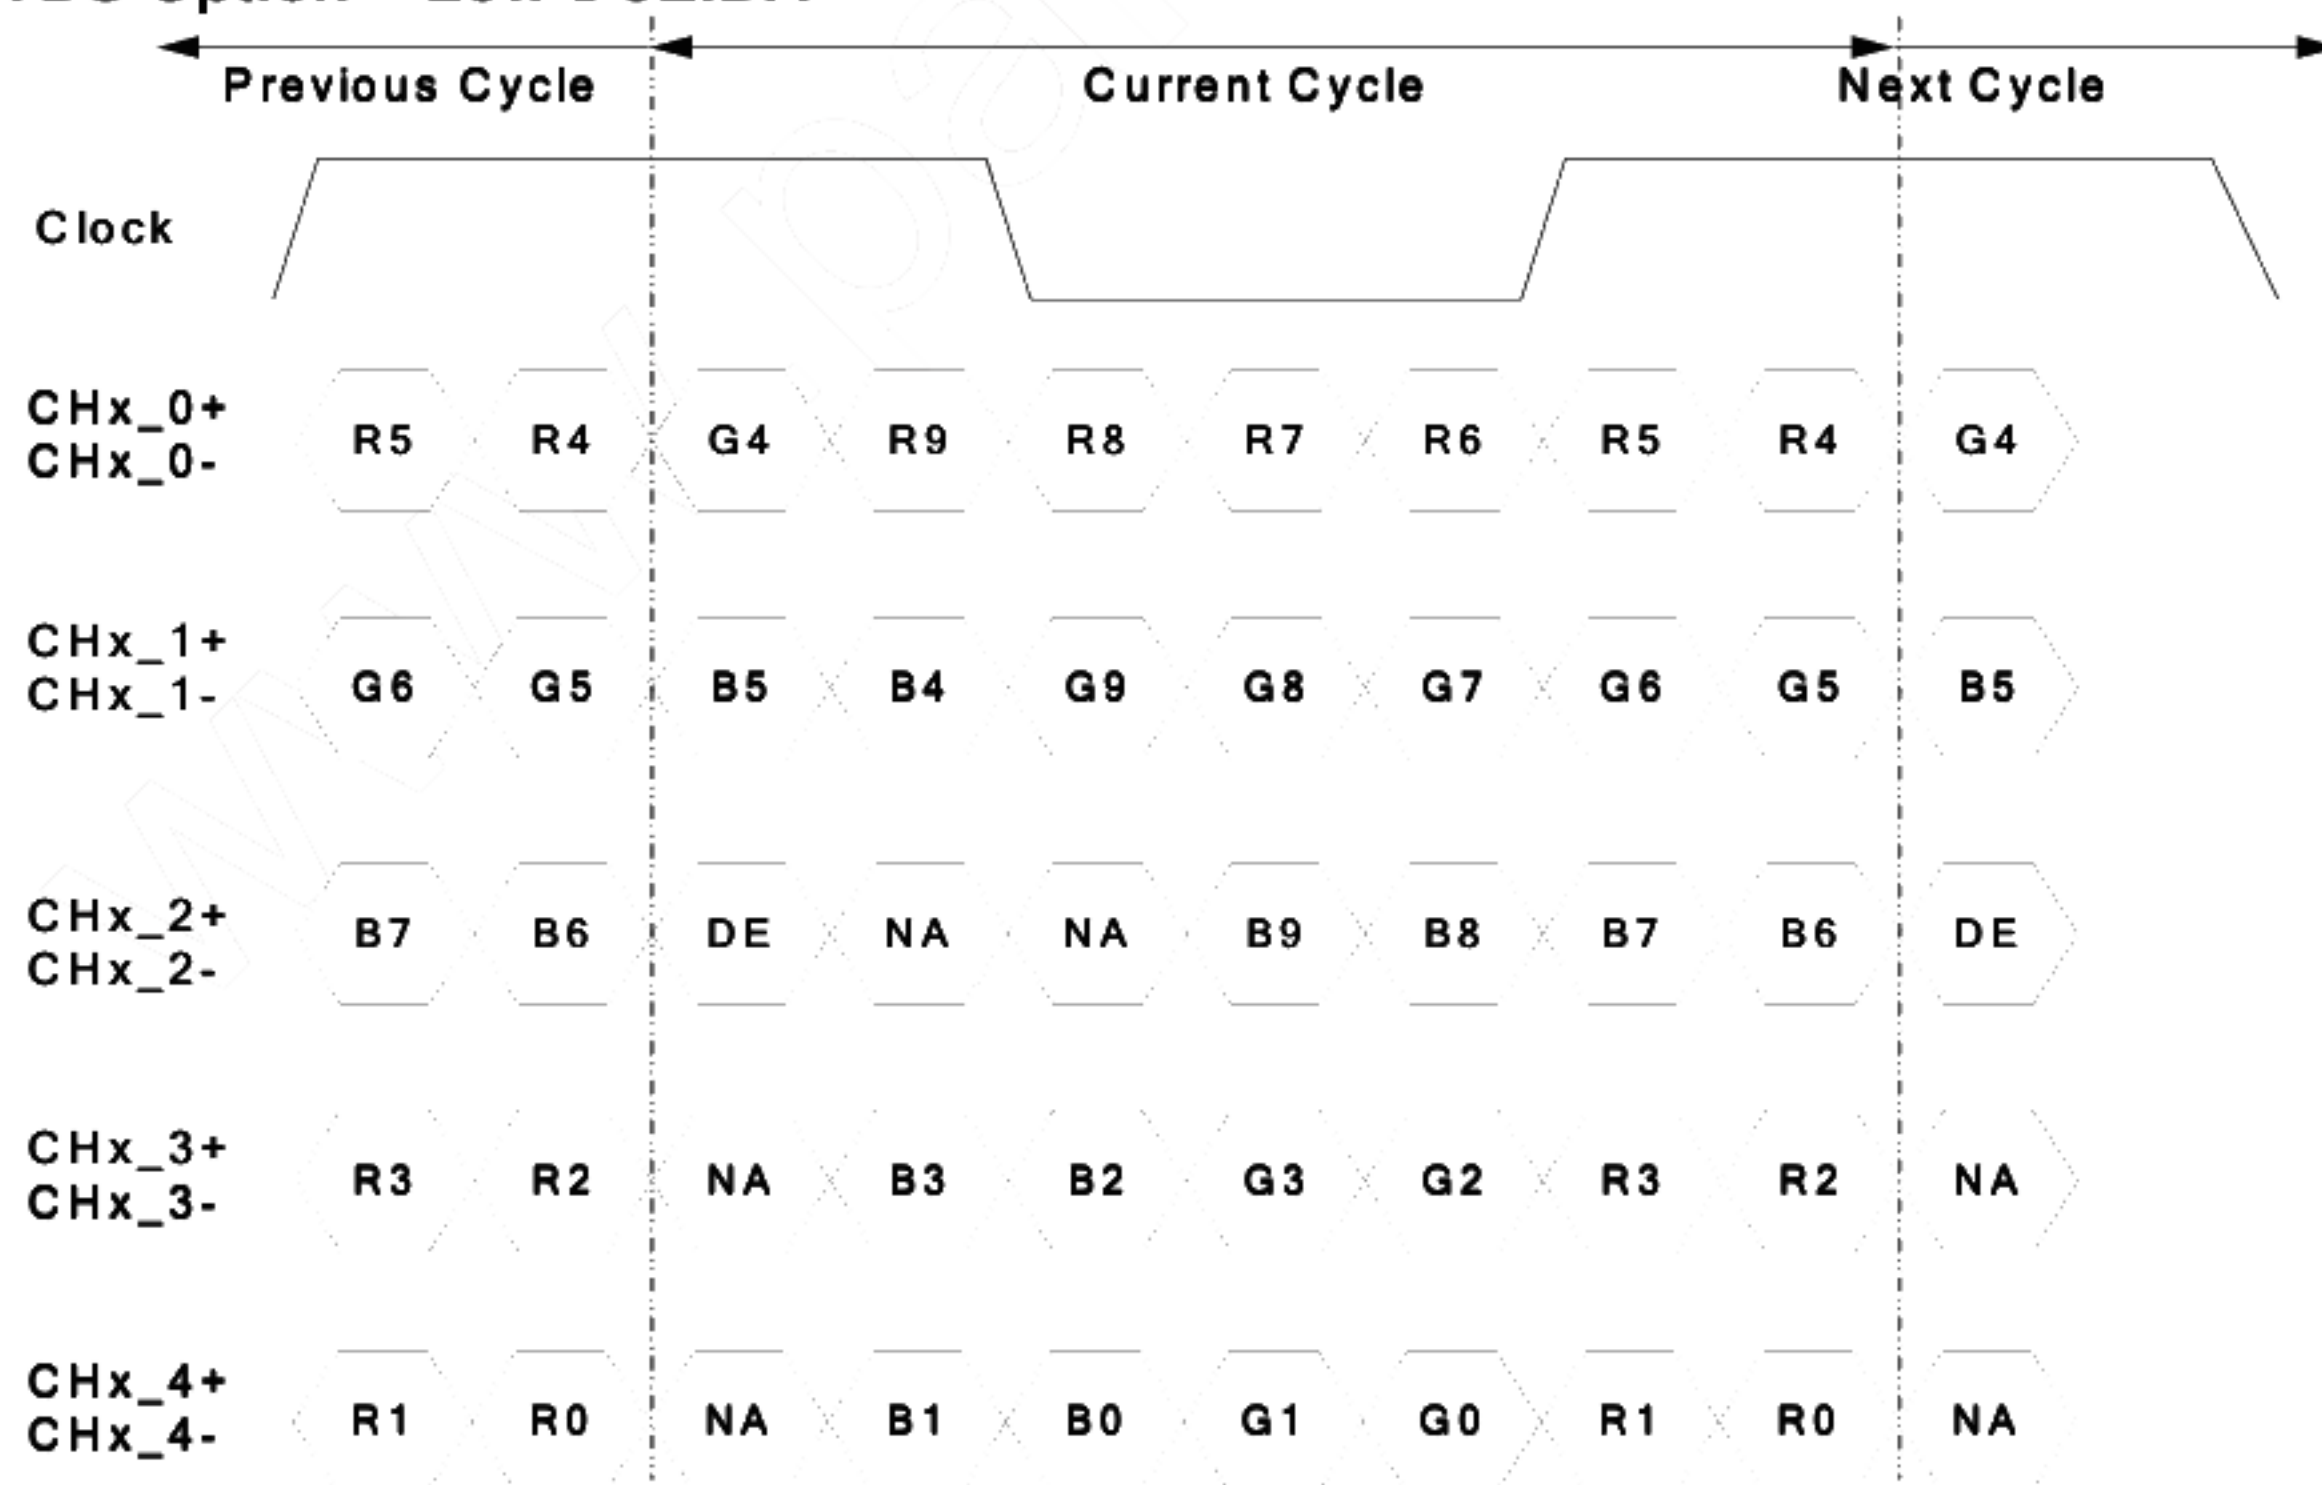 Previous Cycle Current Cycle Next Cycle
Clock
CHx_0+
CHx_0-
R5 R4 G4 R9 R8 R7 R6 R5 R4 G4
CHx_1+
CHx_1-
G6 G5 B5 B4 G9 G8 G7 G6 G5 B5
CHx_2+
CHx_2-
B7 B6 DE NA NA B9 B8 B7 B6 DE
CHx_3+
CHx_3-
R3 R2 NA B3 B2 G3 G2 R3 R2 NA
CHx_4+
CHx_4-
R1 R0 NA B1 B0 G1 G0 R1 R0 NA